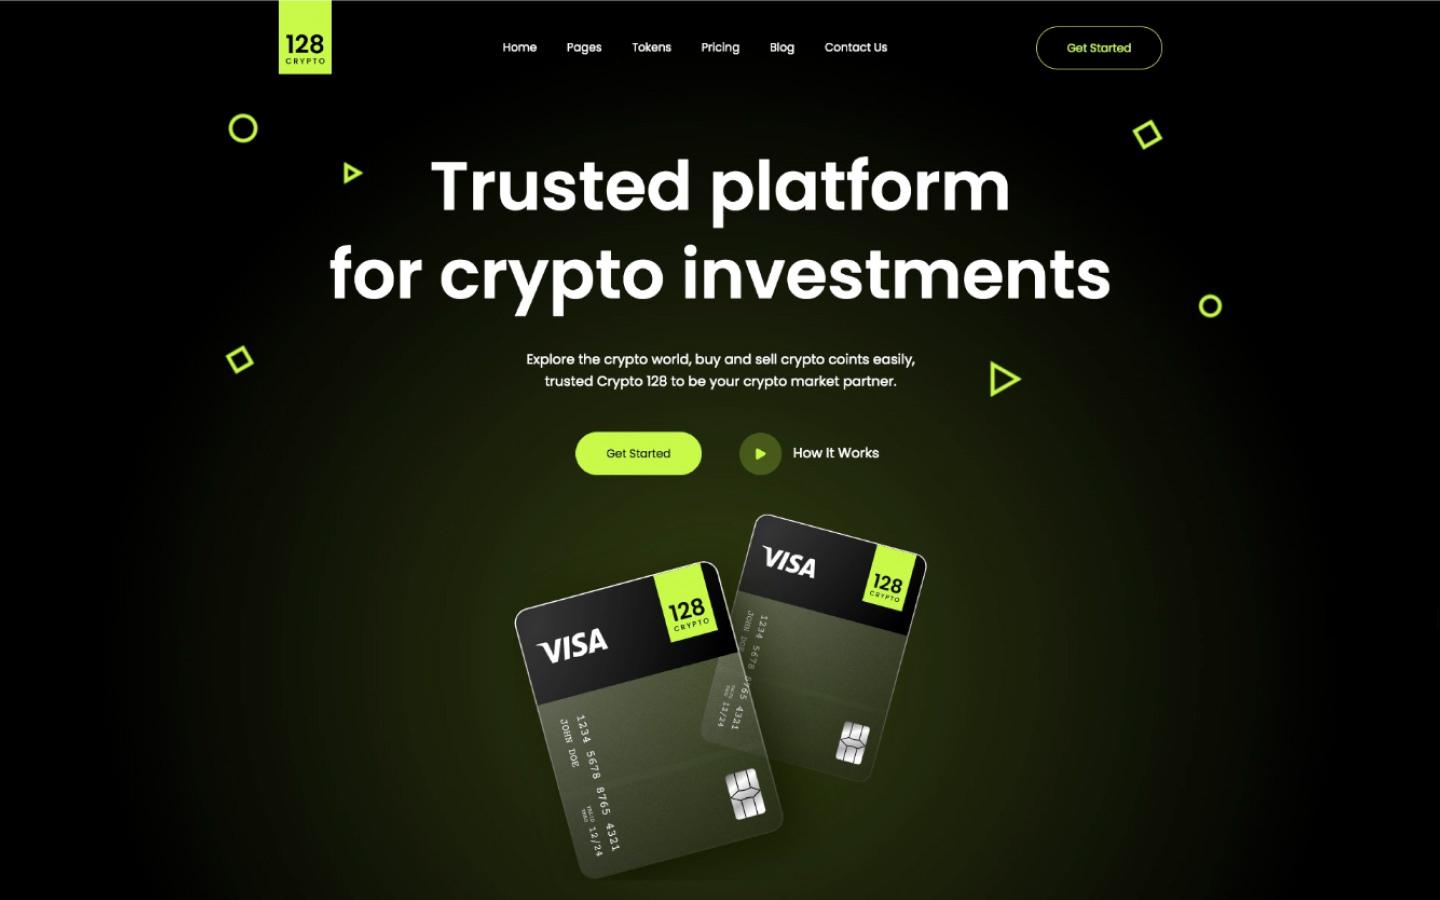 128
CRYPTO
Home Pages Tokens Pricing Blog Contact Us
Get Started
Trusted platform
for crypto investments
Explore the crypto world, buy and sell crypto coints easily,
trusted Crypto 128 to be your crypto market partner.
Get Started
How It Works
VISA
128
CRYPTO
1234 5678 8765 4321
JOHN DOE
VALID
THRU
12/24
VISA
128
CRYPTO
1234 5678 8765 4321
JOHN DOE
12/24